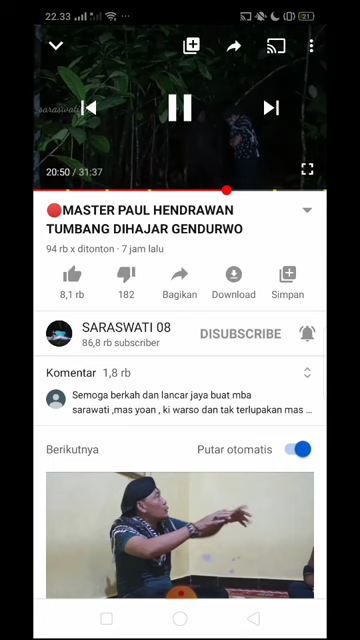 22.33
21
saraswati
20:50 / 31:37
🔴MASTER PAUL HENDRAWAN
TUMBANG DIHAJAR GENDURWO
94 rb x ditonton · 7 jam lalu
8,1 rb
182
Bagikan
Download
Simpan
SARASWATI 08
86,8 rb subscriber
DISUBSCRIBE
Komentar 1,8 rb
Semoga berkah dan lancar jaya buat mba
sarawati ,mas yoan , ki warso dan tak terlupakan mas ...
Berikutnya
Putar otomatis